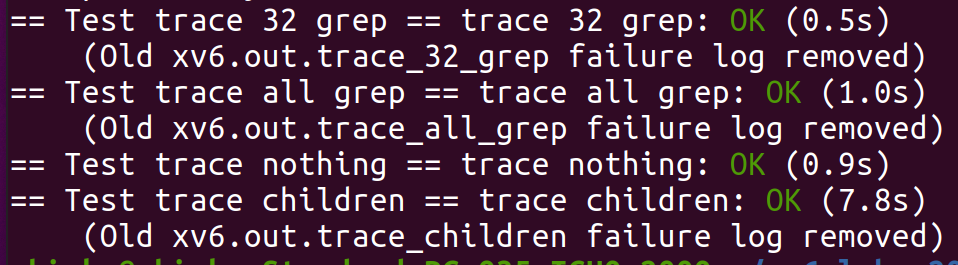 == Test trace 32 grep == trace 32 grep: OK (0.5s)
    (Old xv6.out.trace_32_grep failure log removed)
== Test trace all grep == trace all grep: OK (1.0s)
    (Old xv6.out.trace_all_grep failure log removed)
== Test trace nothing == trace nothing: OK (0.9s)
== Test trace children == trace children: OK (7.8s)
    (Old xv6.out.trace_children failure log removed)